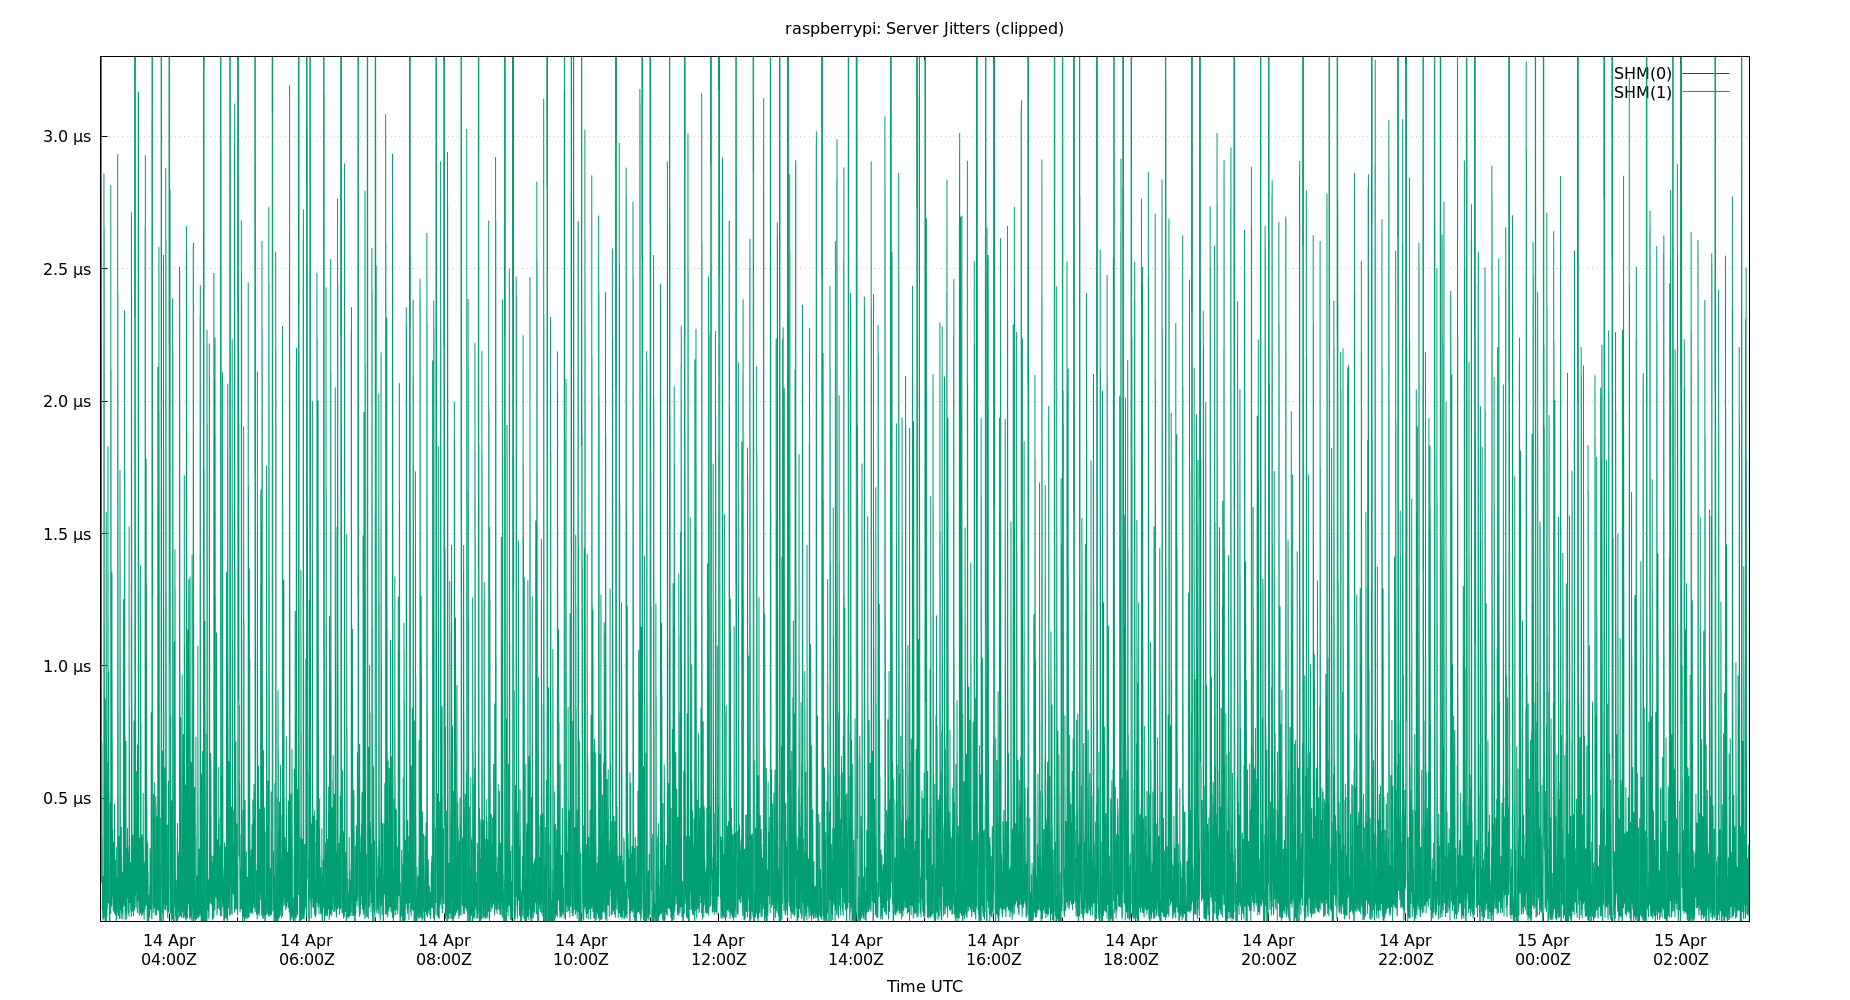 raspberrypi: Server Jitters (clipped)
SHM(0)
SHM(1)
3.0 µs
2.5 µs
2.0 µs
1.5 µs
1.0 µs
0.5 µs
14 Apr 14 Apr 14 Apr 14 Apr 14 Apr 14 Apr 14 Apr 14 Apr 14 Apr 14 Apr 15 Apr 15 Apr
04:00Z 06:00Z 08:00Z 10:00Z 12:00Z 14:00Z 16:00Z 18:00Z 20:00Z 22:00Z 00:00Z 02:00Z
Time UTC